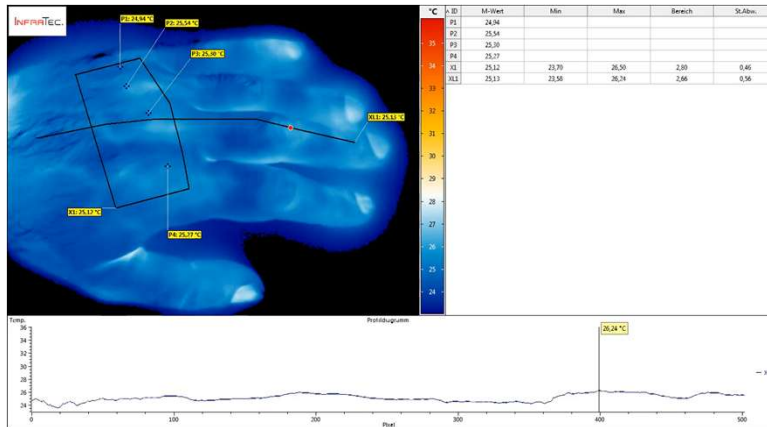 INFRATEC.
P1: 24,94 °C
P2: 25,54 °C
P3: 25,30 °C
XL1: 25,13 °C
X1: 25,12 °C
P4: 25,27 °C
°C
35
34
33
32
31
30
29
28
27
26
25
24
ID M-Wert Min Max Bereich St.Abw.
P1 24,94
P2 25,54
P3 25,30
P4 25,27
X1 25,12 23,70 26,50 2,80 0,46
XL1 25,13 23,58 26,24 2,66 0,56
Temp. Profildiagramm
36
34
32
30
28
26
24
26,24 °C
0 100 200 300 400 500
Pixel